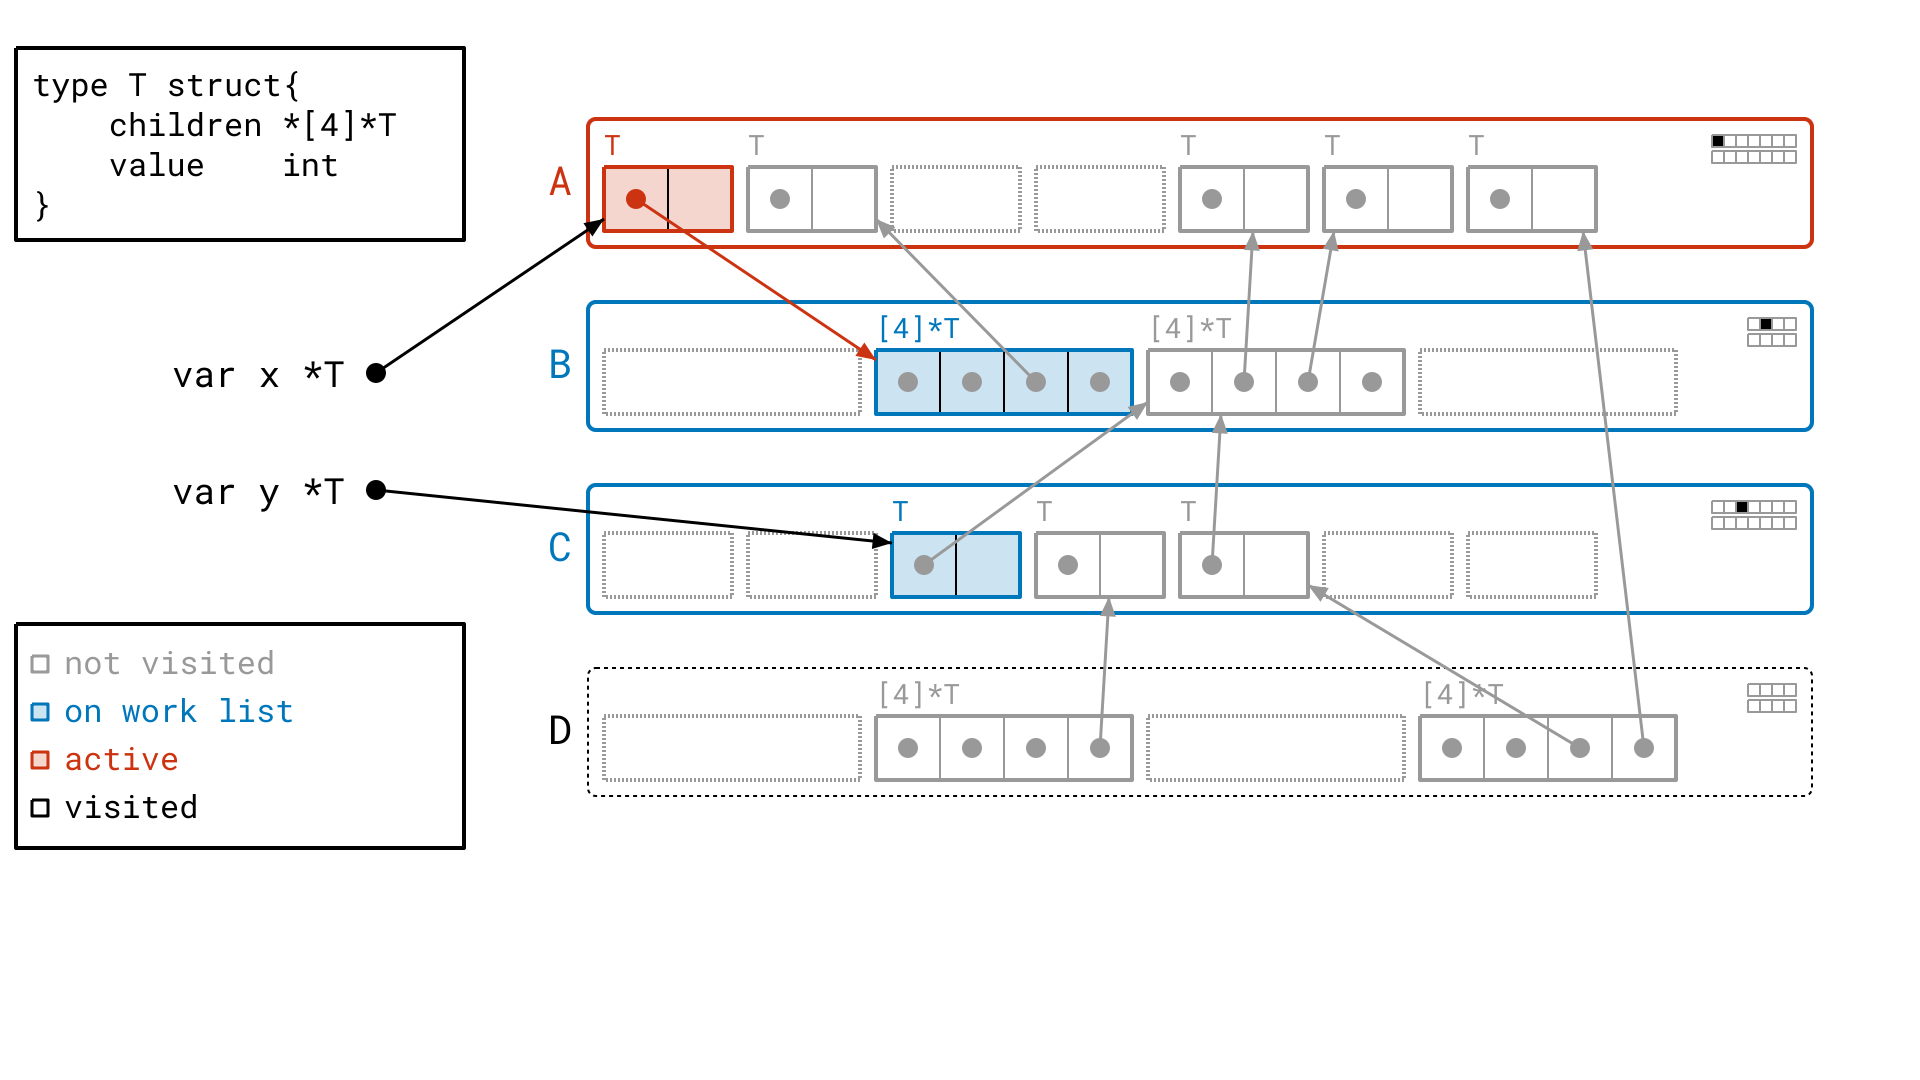 type T struct{
    children *[4]*T
    value    int
}
T T T T T
A
[4]*T [4]*T
B
var x *T
var y *T
T T T
C
not visited
on work list
active
visited
[4]*T [4]*T
D